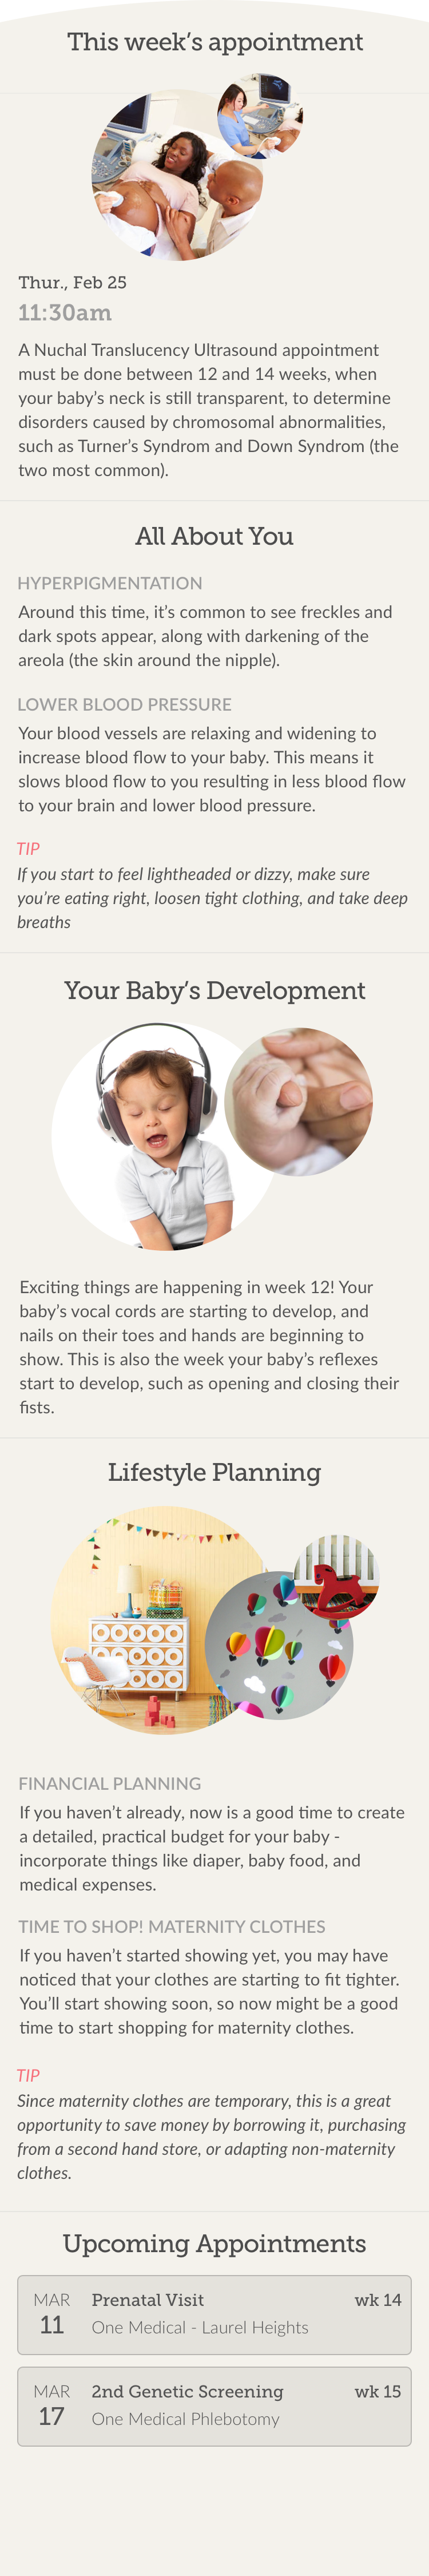 This week's appointment
Thur., Feb 25
11:30am
A Nuchal Translucency Ultrasound appointment
must be done between 12 and 14 weeks, when
your baby's neck is still transparent, to determine
disorders caused by chromosomal abnormalities,
such as Turner's Syndrom and Down Syndrom (the
two most common).
All About You
HYPERPIGMENTATION
Around this time, it's common to see freckles and
dark spots appear, along with darkening of the
areola (the skin around the nipple).
LOWER BLOOD PRESSURE
Your blood vessels are relaxing and widening to
increase blood flow to your baby. This means it
slows blood flow to you resulting in less blood flow
to your brain and lower blood pressure.
TIP
If you start to feel lightheaded or dizzy, make sure
you're eating right, loosen tight clothing, and take deep
breaths
Your Baby's Development
Exciting things are happening in week 12! Your
baby's vocal cords are starting to develop, and
nails on their toes and hands are beginning to
show. This is also the week your baby's reflexes
start to develop, such as opening and closing their
fists.
Lifestyle Planning
FINANCIAL PLANNING
If you haven't already, now is a good time to create
a detailed, practical budget for your baby -
incorporate things like diaper, baby food, and
medical expenses.
TIME TO SHOP! MATERNITY CLOTHES
If you haven't started showing yet, you may have
noticed that your clothes are starting to fit tighter.
You'll start showing soon, so now might be a good
time to start shopping for maternity clothes.
TIP
Since maternity clothes are temporary, this is a great
opportunity to save money by borrowing it, purchasing
from a second hand store, or adapting non-maternity
clothes.
Upcoming Appointments
MAR Prenatal Visit wk 14
11 One Medical - Laurel Heights
MAR 2nd Genetic Screening wk 15
17 One Medical Phlebotomy